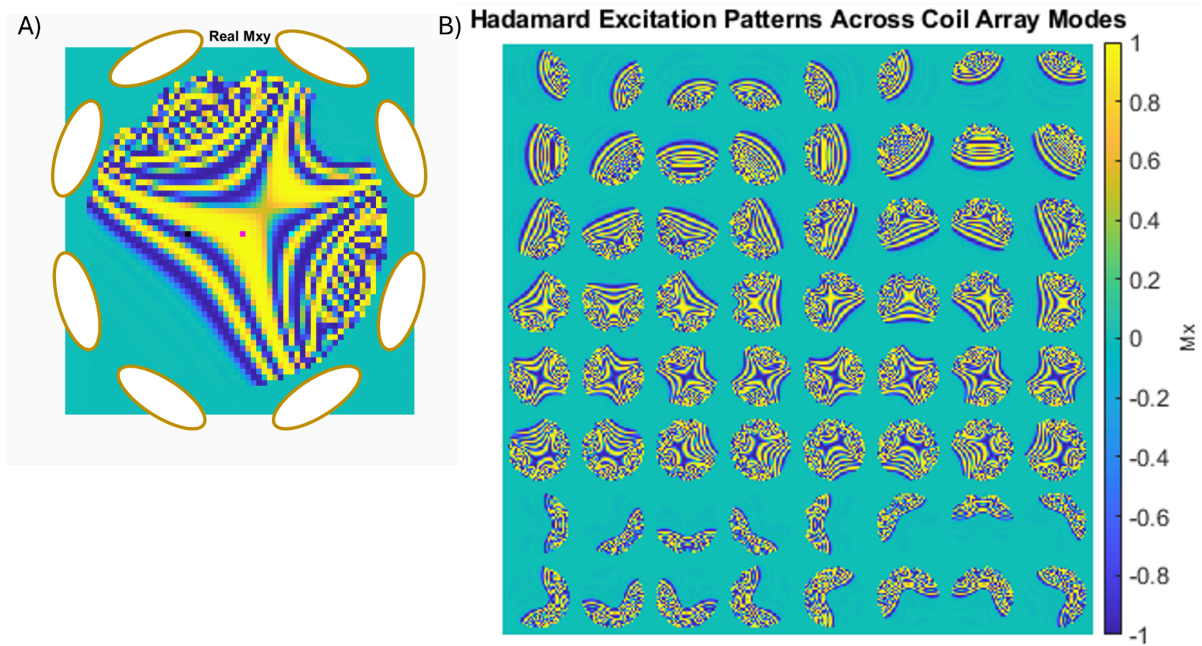 A)
Real Mxy
B)
Hadamard Excitation Patterns Across Coil Array Modes
1
0.8
0.6
0.4
0.2
0
-0.2
-0.4
-0.6
-0.8
-1
Mx